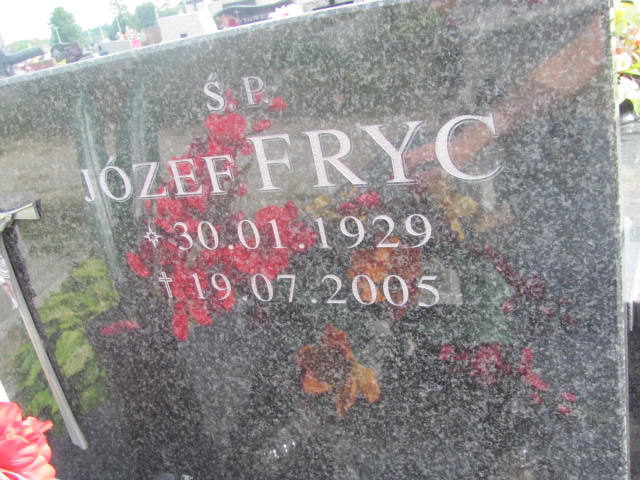 Ś.P.
JÓZEF FRYC
* 30.01.1929
† 19.07.2005